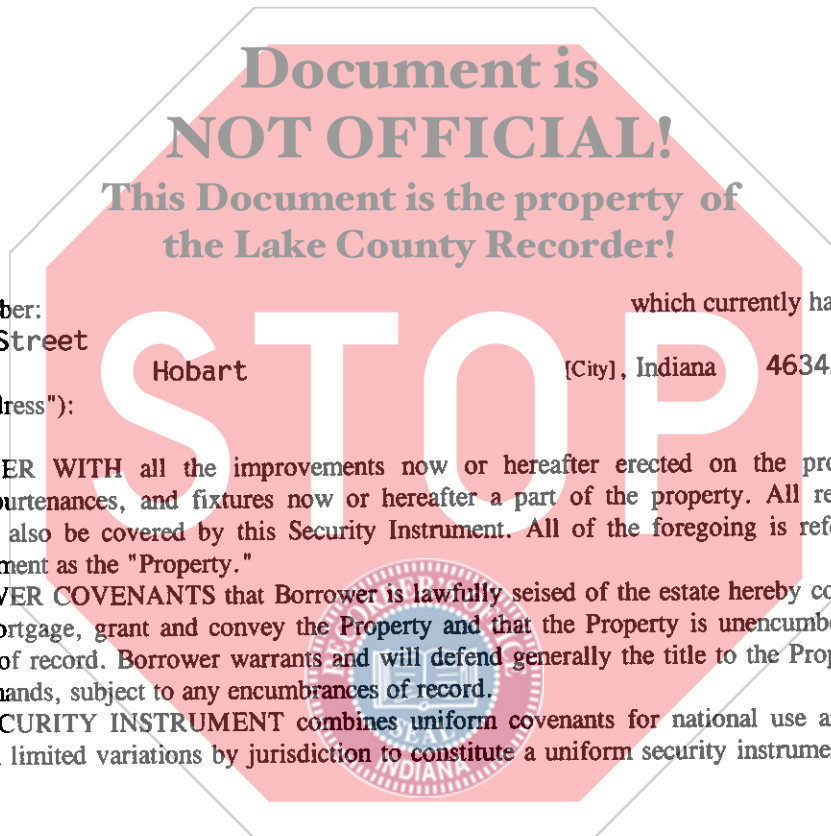 Document is
NOT OFFICIAL!
This Document is the property of
the Lake County Recorder!
ber: which currently ha
Street
Hobart [City], Indiana 4634
dress"):
STOP
ER WITH all the improvements now or hereafter erected on the pro
purtenances, and fixtures now or hereafter a part of the property. All re
also be covered by this Security Instrument. All of the foregoing is refe
ment as the "Property."
VER COVENANTS that Borrower is lawfully seised of the estate hereby co
ortgage, grant and convey the Property and that the Property is unencumbe
of record. Borrower warrants and will defend generally the title to the Prop
nands, subject to any encumbrances of record.
CURITY INSTRUMENT combines uniform covenants for national use a
limited variations by jurisdiction to constitute a uniform security instrume
RECORDER'S OFFICE
SEAL
INDIANA